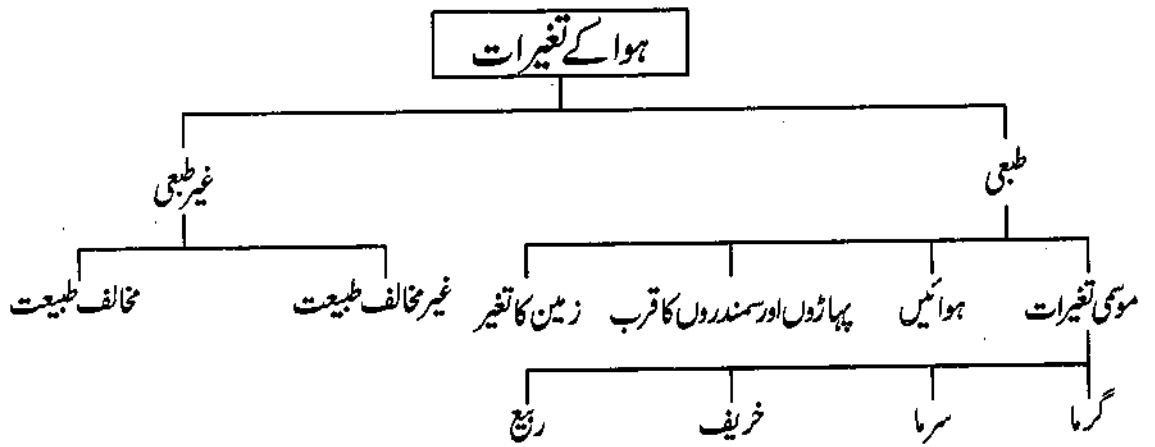 ہوا کے تغیرات
طبعی
غیر طبعی
موسمی تغیرات
ہوائیں
پہاڑوں اور سمندروں کا قرب
زمین کا تغیر
غیر مخالف طبیعت
مخالف طبیعت
گرما
سرما
خریف
ربیع